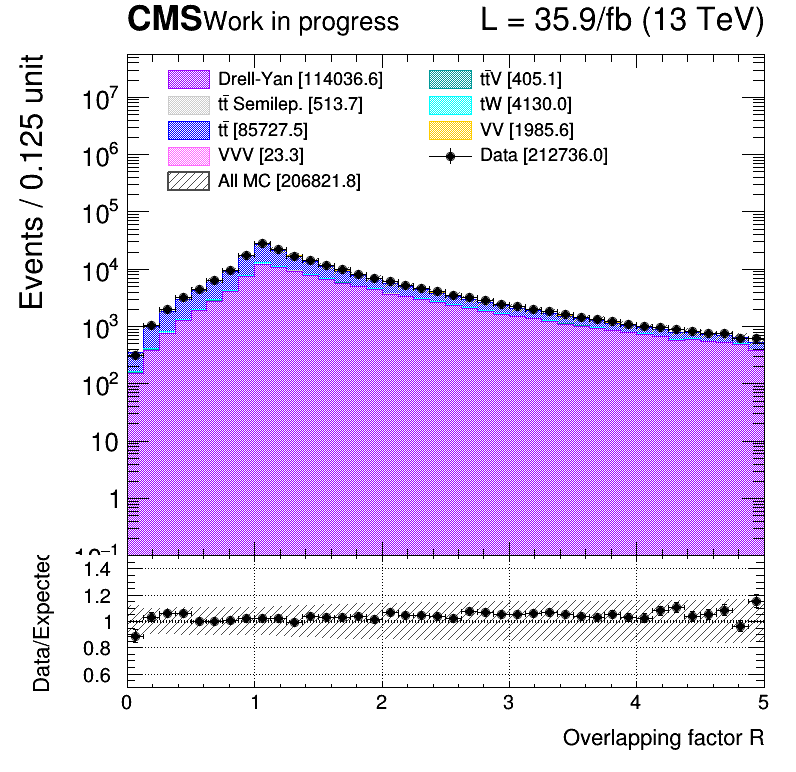 CMS Work in progress L = 35.9/fb (13 TeV)
Events / 0.125 unit
Drell-Yan [114036.6]
tt̄ Semilep. [513.7]
tt̄ [85727.5]
VVV [23.3]
All MC [206821.8]
tt̄V [405.1]
tW [4130.0]
VV [1985.6]
Data [212736.0]
10⁷
10⁶
10⁵
10⁴
10³
10²
10
1
10⁻¹
Data/Expected
1.4
1.2
1
0.8
0.6
0 1 2 3 4 5
Overlapping factor R